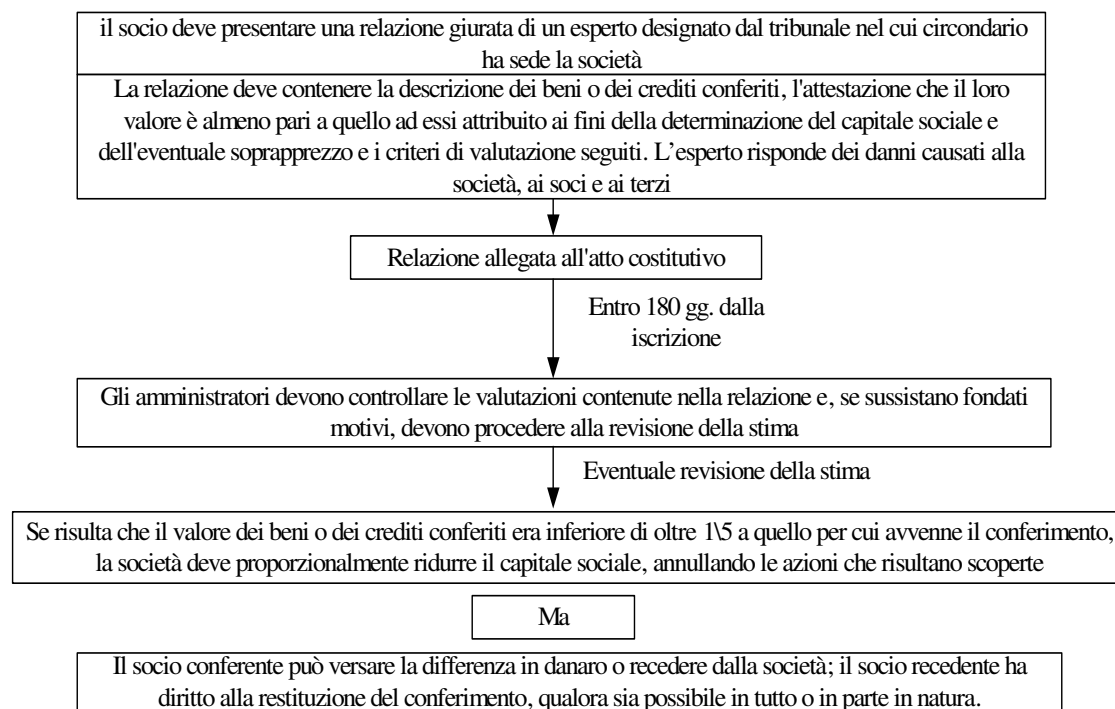 il socio deve presentare una relazione giurata di un esperto designato dal tribunale nel cui circondario
ha sede la società
La relazione deve contenere la descrizione dei beni o dei crediti conferiti, l'attestazione che il loro
valore è almeno pari a quello ad essi attribuito ai fini della determinazione del capitale sociale e
dell'eventuale soprapprezzo e i criteri di valutazione seguiti. L’esperto risponde dei danni causati alla
società, ai soci e ai terzi
Relazione allegata all'atto costitutivo
Entro 180 gg. dalla
iscrizione
Gli amministratori devono controllare le valutazioni contenute nella relazione e, se sussistano fondati
motivi, devono procedere alla revisione della stima
Eventuale revisione della stima
Se risulta che il valore dei beni o dei crediti conferiti era inferiore di oltre 1\5 a quello per cui avvenne il conferimento,
la società deve proporzionalmente ridurre il capitale sociale, annullando le azioni che risultano scoperte
Ma
Il socio conferente può versare la differenza in danaro o recedere dalla società; il socio recedente ha
diritto alla restituzione del conferimento, qualora sia possibile in tutto o in parte in natura.